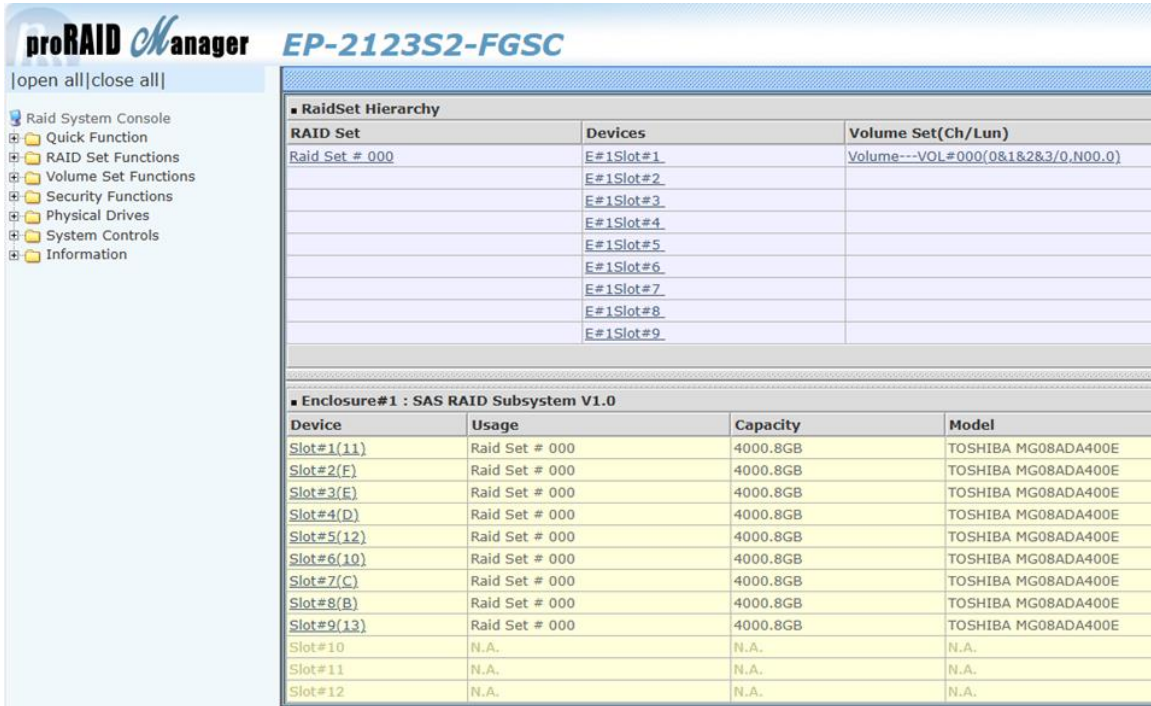 proRAID Manager EP-2123S2-FGSC
|open all|close all|
Raid System Console
Quick Function
RAID Set Functions
Volume Set Functions
Security Functions
Physical Drives
System Controls
Information
RaidSet Hierarchy
RAID Set Devices Volume Set(Ch/Lun)
Raid Set # 000 E#1Slot#1 Volume---VOL#000(0&1&2&3/0,N00.0)
E#1Slot#2
E#1Slot#3
E#1Slot#4
E#1Slot#5
E#1Slot#6
E#1Slot#7
E#1Slot#8
E#1Slot#9
Enclosure#1 : SAS RAID Subsystem V1.0
Device Usage Capacity Model
Slot#1(11) Raid Set # 000 4000.8GB TOSHIBA MG08ADA400E
Slot#2(F) Raid Set # 000 4000.8GB TOSHIBA MG08ADA400E
Slot#3(E) Raid Set # 000 4000.8GB TOSHIBA MG08ADA400E
Slot#4(D) Raid Set # 000 4000.8GB TOSHIBA MG08ADA400E
Slot#5(12) Raid Set # 000 4000.8GB TOSHIBA MG08ADA400E
Slot#6(10) Raid Set # 000 4000.8GB TOSHIBA MG08ADA400E
Slot#7(C) Raid Set # 000 4000.8GB TOSHIBA MG08ADA400E
Slot#8(B) Raid Set # 000 4000.8GB TOSHIBA MG08ADA400E
Slot#9(13) Raid Set # 000 4000.8GB TOSHIBA MG08ADA400E
Slot#10 N.A. N.A. N.A.
Slot#11 N.A. N.A. N.A.
Slot#12 N.A. N.A. N.A.